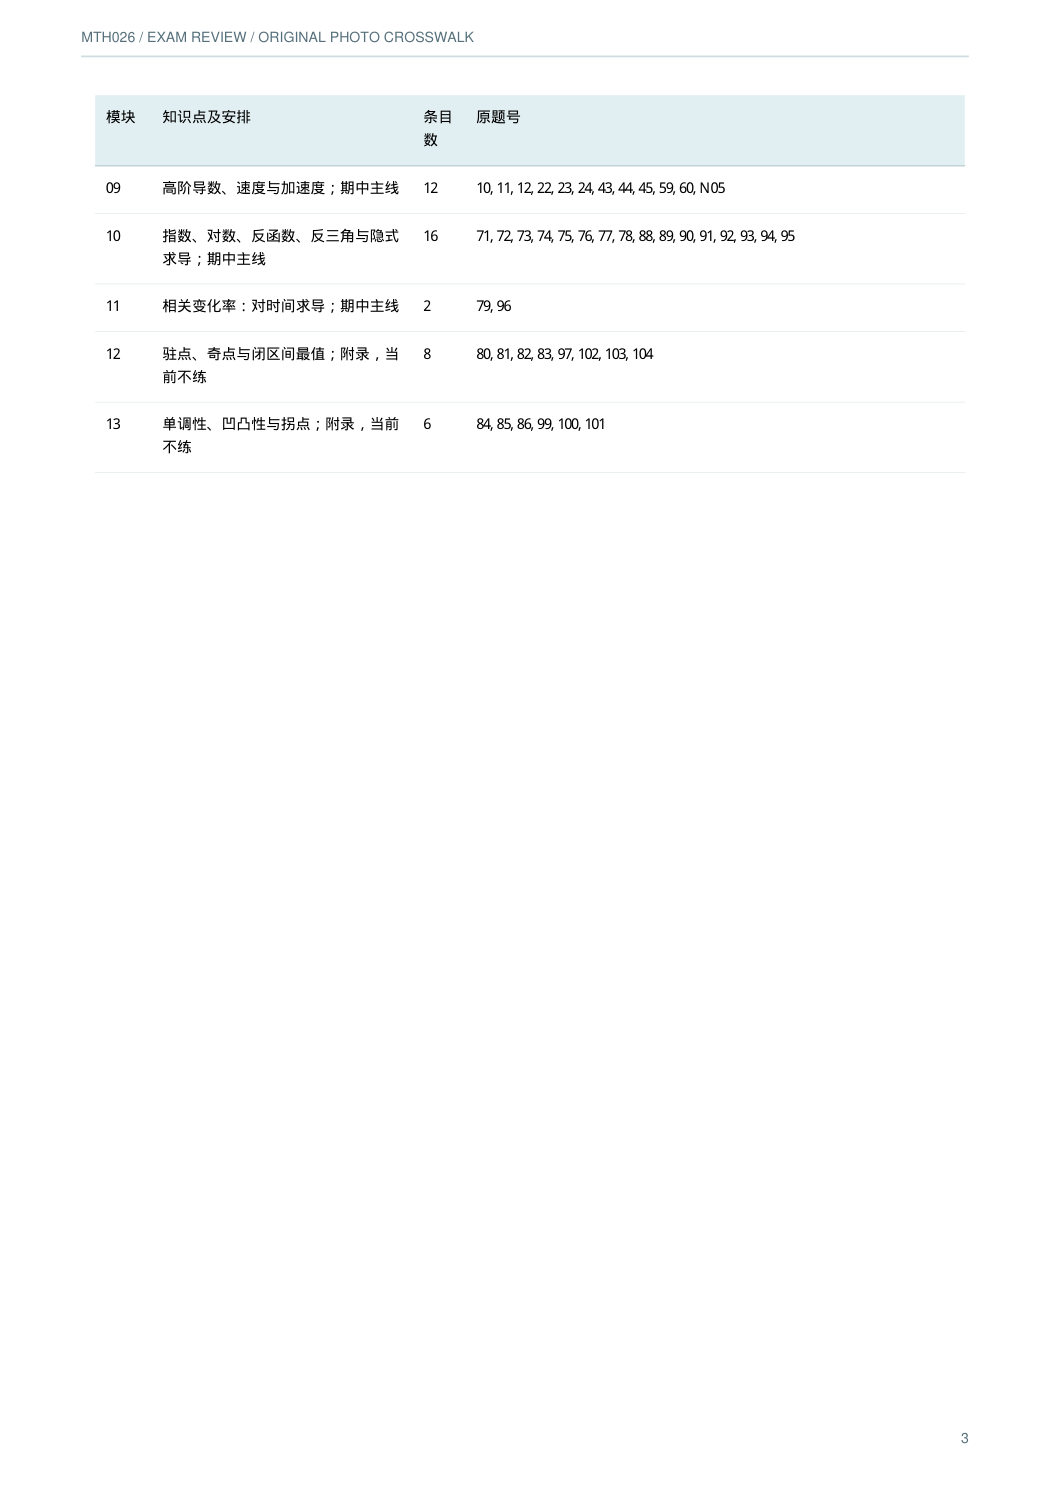 MTH026 / EXAM REVIEW / ORIGINAL PHOTO CROSSWALK
模块 知识点及安排 条目数 原题号
09 高阶导数、速度与加速度；期中主线 12 10, 11, 12, 22, 23, 24, 43, 44, 45, 59, 60, N05
10 指数、对数、反函数、反三角与隐式 16 71, 72, 73, 74, 75, 76, 77, 78, 88, 89, 90, 91, 92, 93, 94, 95
求导；期中主线
11 相关变化率：对时间求导；期中主线 2 79, 96
12 驻点、奇点与闭区间最值；附录，当 8 80, 81, 82, 83, 97, 102, 103, 104
前不练
13 单调性、凹凸性与拐点；附录，当前 6 84, 85, 86, 99, 100, 101
不练
3